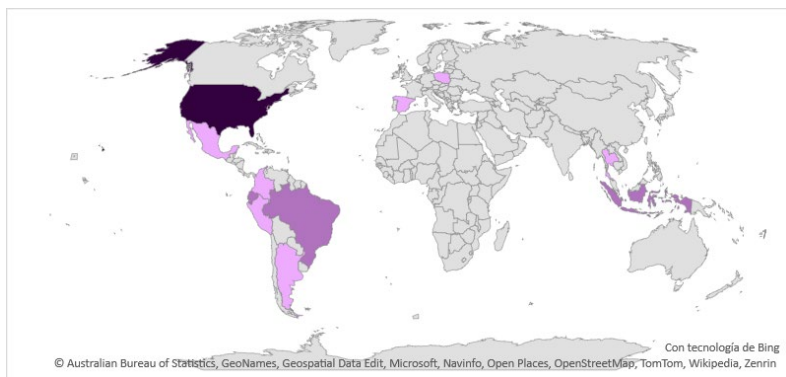 Con tecnología de Bing
© Australian Bureau of Statistics, GeoNames, Geospatial Data Edit, Microsoft, Navinfo, Open Places, OpenStreetMap, TomTom, Wikipedia, Zenrin